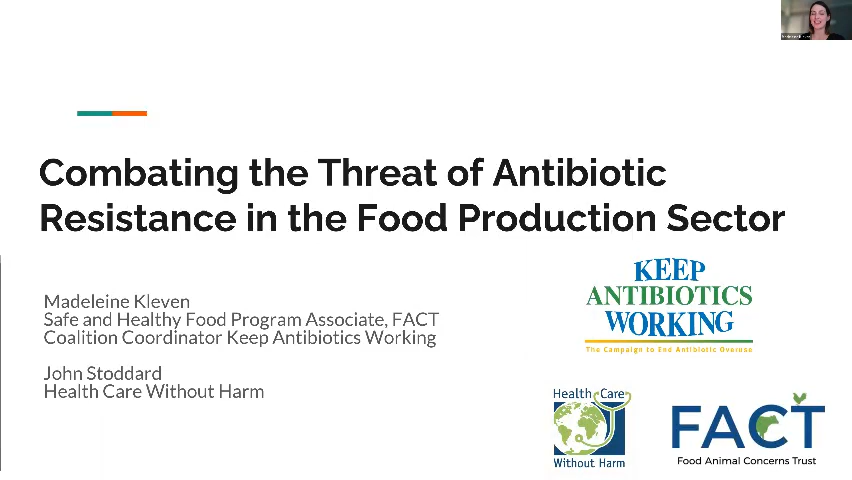 Combating the Threat of Antibiotic
Resistance in the Food Production Sector
Madeleine Kleven
Safe and Healthy Food Program Associate, FACT
Coalition Coordinator Keep Antibiotics Working
John Stoddard
Health Care Without Harm
KEEP
ANTIBIOTICS
WORKING
The Campaign to End Antibiotic Overuse
Health Care
Without Harm
FACT
Food Animal Concerns Trust